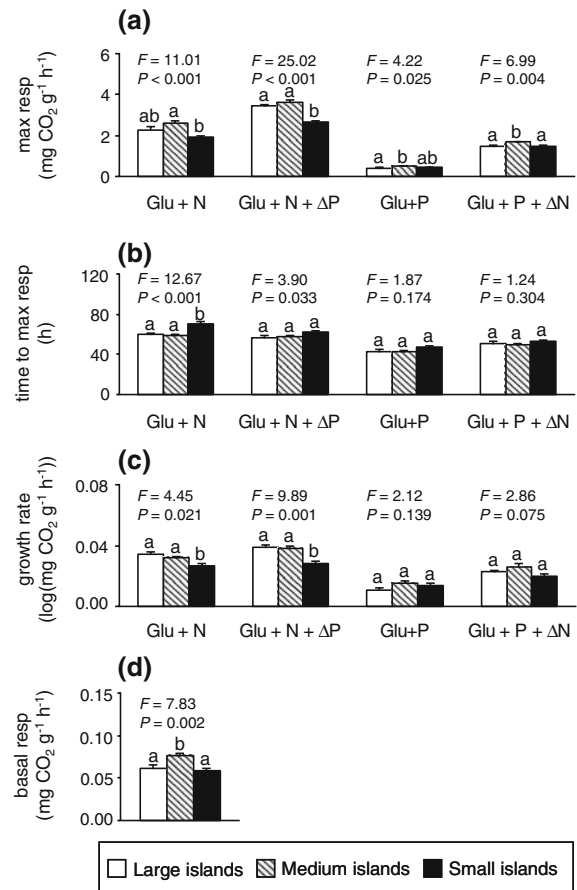 (a)
max resp
(mg CO2 g-1 h-1)
6
4
2
0
F = 11.01
P < 0.001
F = 25.02
P < 0.001
F = 4.22
P = 0.025
F = 6.99
P = 0.004
ab a b
a a b
a b ab
a b a
Glu + N
Glu + N + ΔP
Glu+P
Glu + P + ΔN
(b)
time to max resp
(h)
120
80
40
0
F = 12.67
P < 0.001
F = 3.90
P = 0.033
F = 1.87
P = 0.174
F = 1.24
P = 0.304
a a b
a a a
a a a
a a a
Glu + N
Glu + N + ΔP
Glu+P
Glu + P + ΔN
(c)
growth rate
(log(mg CO2 g-1 h-1))
0.08
0.04
0.00
F = 4.45
P = 0.021
F = 9.89
P = 0.001
F = 2.12
P = 0.139
F = 2.86
P = 0.075
a a b
a a b
a a a
a a a
Glu + N
Glu + N + ΔP
Glu+P
Glu + P + ΔN
(d)
basal resp
(mg CO2 g-1 h-1)
0.15
0.10
0.05
0.00
F = 7.83
P = 0.002
a b a
Large islands
Medium islands
Small islands